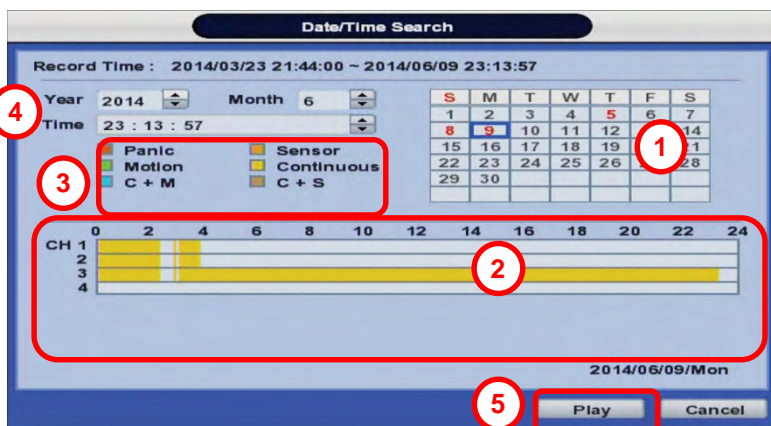 Date/Time Search
Record Time : 2014/03/23 21:44:00 ~ 2014/06/09 23:13:57
4
Year 2014 Month 6
Time 23 : 13 : 57
S M T W T F S
1 2 3 4 5 6 7
8 9 10 11 12 14
15 16 17 18 19 1 21
22 23 24 25 26 28
29 30
3
Panic Sensor
Motion Continuous
C + M C + S
0 2 4 6 8 10 12 14 16 18 20 22 24
CH 1
2
3
4
2
2014/06/09/Mon
5
Play Cancel